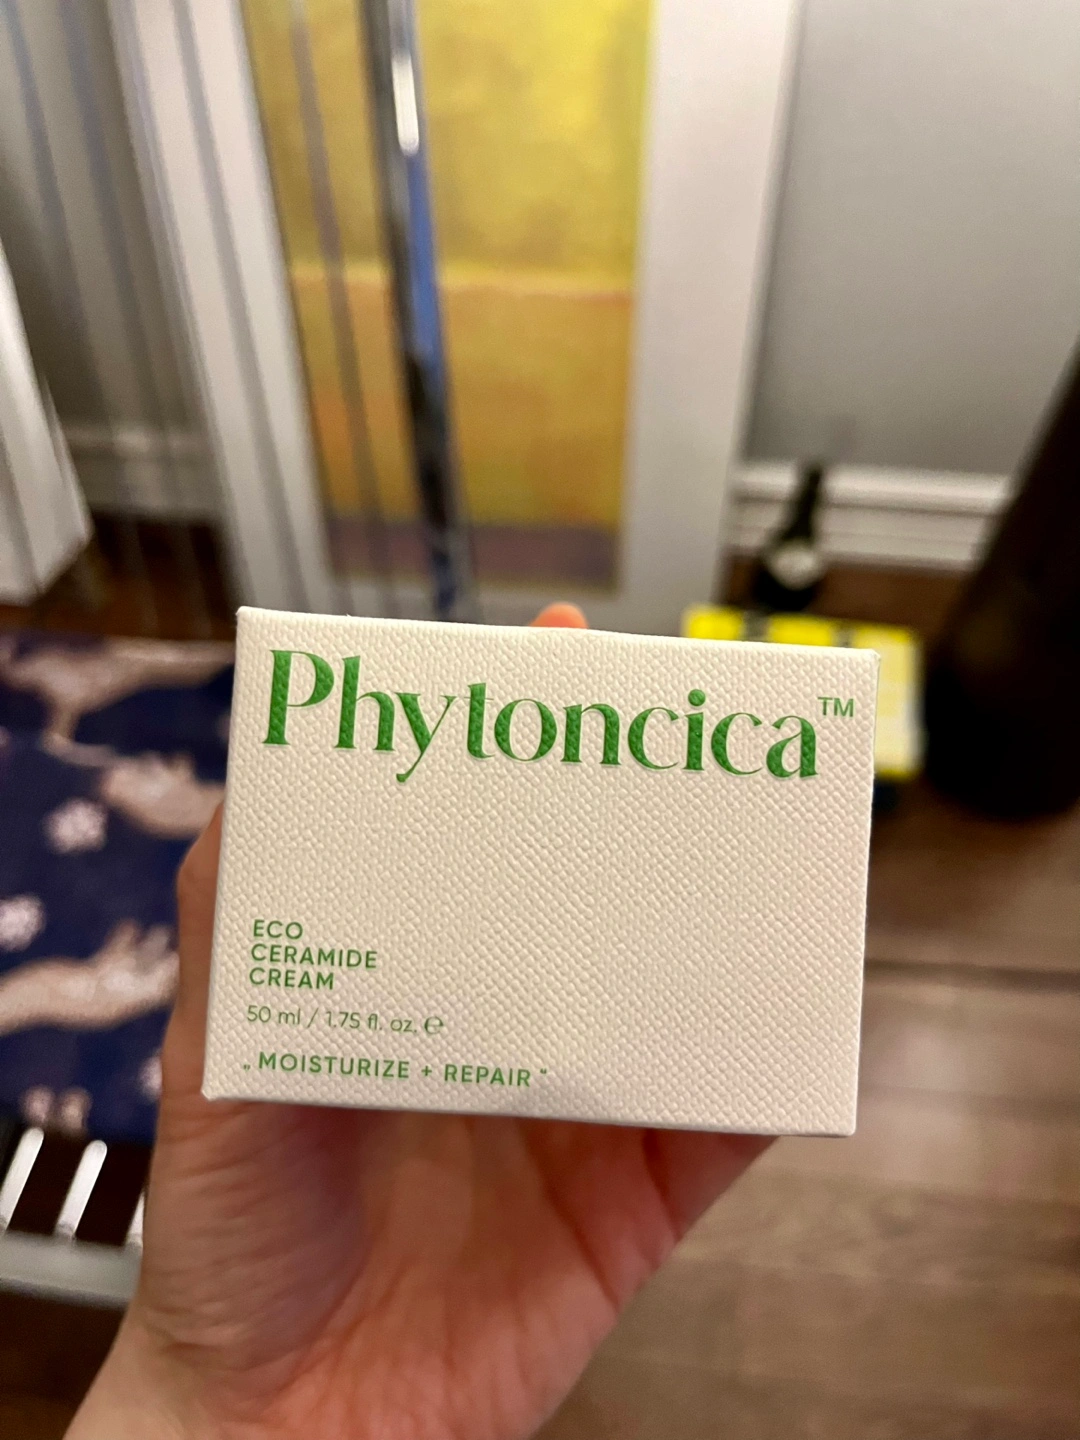 Phytoncica™
ECO
CERAMIDE
CREAM
50 ml / 1.75 fl. oz. ℮
„ MOISTURIZE + REPAIR “